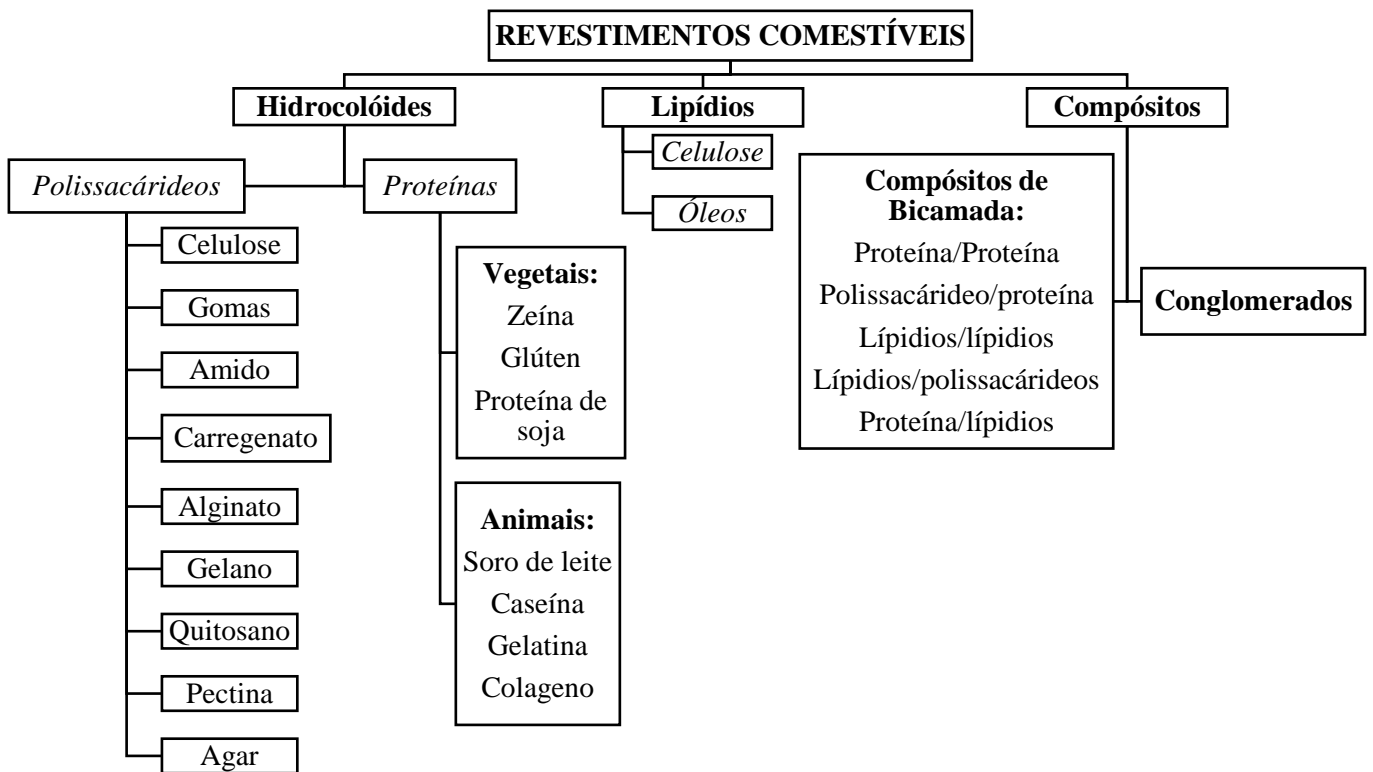 REVESTIMENTOS COMESTÍVEIS
Hidrocolóides
Lipídios
Compósitos
Polissacárideos
Proteínas
Celulose
Gomas
Amido
Carregenato
Alginato
Gelano
Quitosano
Pectina
Agar
Vegetais:
Zeína
Glúten
Proteína de
soja
Animais:
Soro de leite
Caseína
Gelatina
Colageno
Celulose
Óleos
Compósitos de
Bicamada:
Proteína/Proteína
Polissacárideo/proteína
Lípidios/lípidios
Lípidios/polissacárideos
Proteína/lípidios
Conglomerados